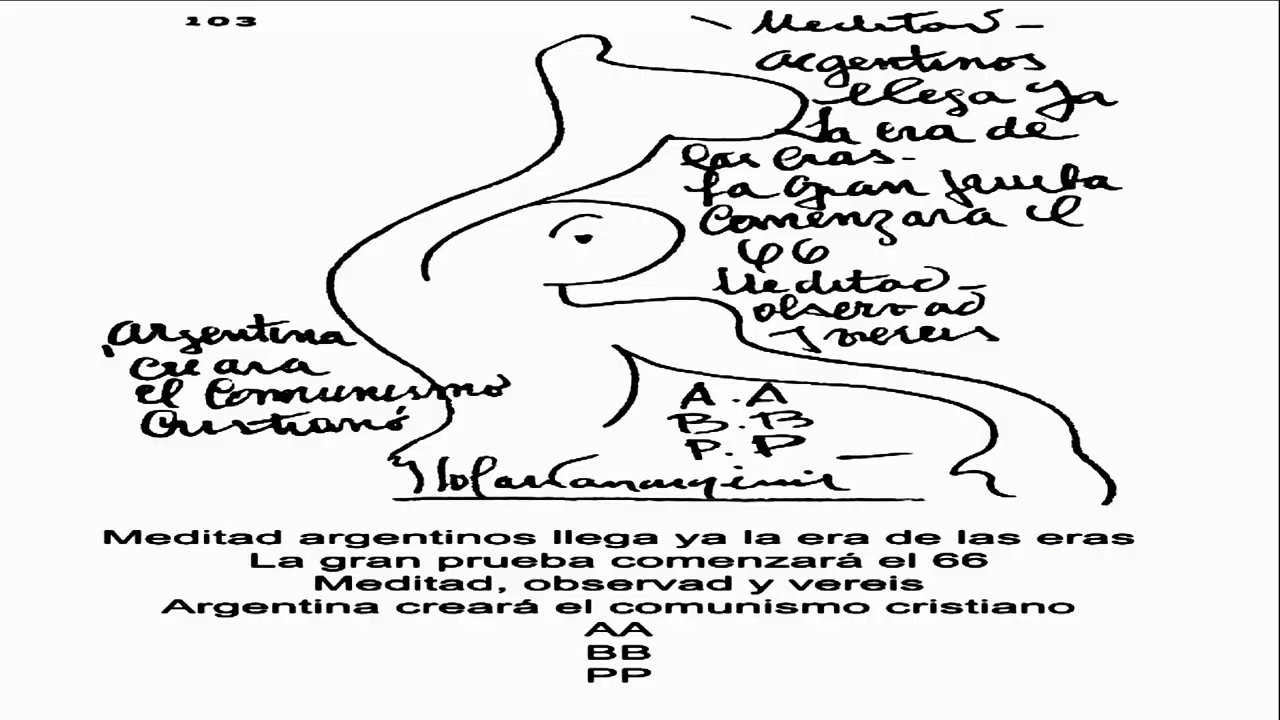 103
Meditad
argentinos
llega ya
la era de
las eras.
La gran prueba
comenzara el
66
Meditad
observad
y vereis
Argentina
creara
el Comunismo
Cristiano
A.A
B.B
P.P
Meditad argentinos llega ya la era de las eras
La gran prueba comenzará el 66
Meditad, observad y vereis
Argentina creará el comunismo cristiano
AA
BB
PP